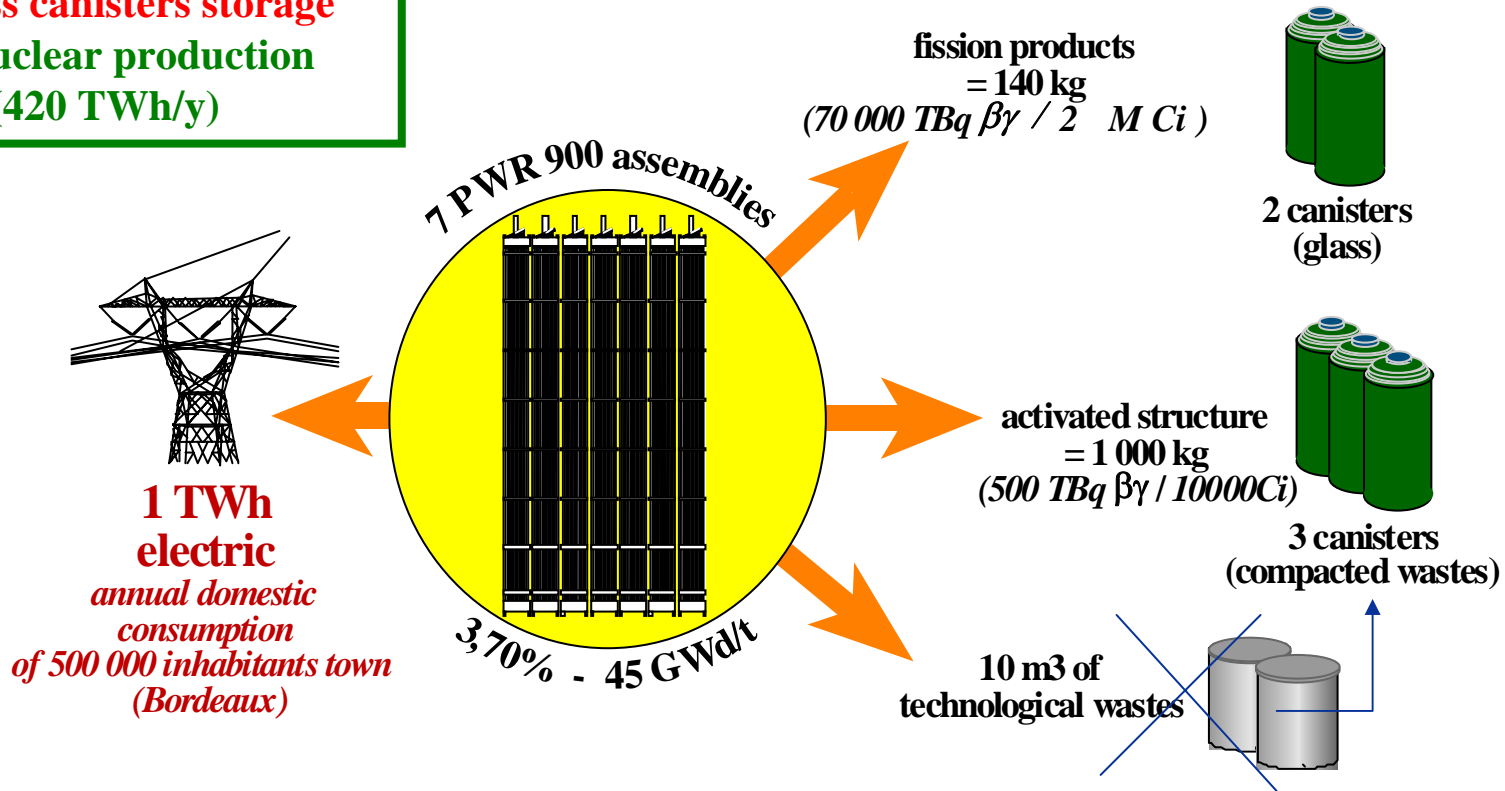 canisters storage
production
(420 TWh/y)
fission products
= 140 kg
(70 000 TBq βγ / 2 M Ci )
2 canisters
(glass)
7 PWR 900 assemblies
3,70% - 45 GWd/t
1 TWh
electric
annual domestic
consumption
of 500 000 inhabitants town
(Bordeaux)
activated structure
= 1 000 kg
(500 TBq βγ / 10000Ci)
3 canisters
(compacted wastes)
10 m3 of
technological wastes